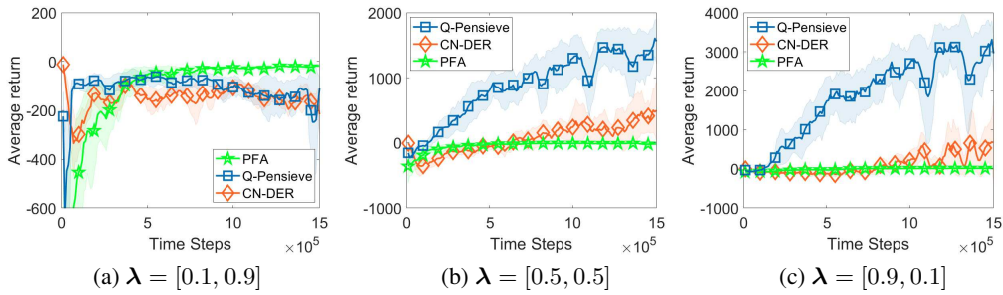 200
0
-200
-400
-600
Average return
PFA
Q-Pensieve
CN-DER
0 5 10 15
Time Steps
×10^5
(a) λ = [0.1, 0.9]
2000
1000
0
-1000
Average return
Q-Pensieve
CN-DER
PFA
0 5 10 15
Time Steps
×10^5
(b) λ = [0.5, 0.5]
4000
3000
2000
1000
0
-1000
Average return
Q-Pensieve
CN-DER
PFA
0 5 10 15
Time Steps
×10^5
(c) λ = [0.9, 0.1]